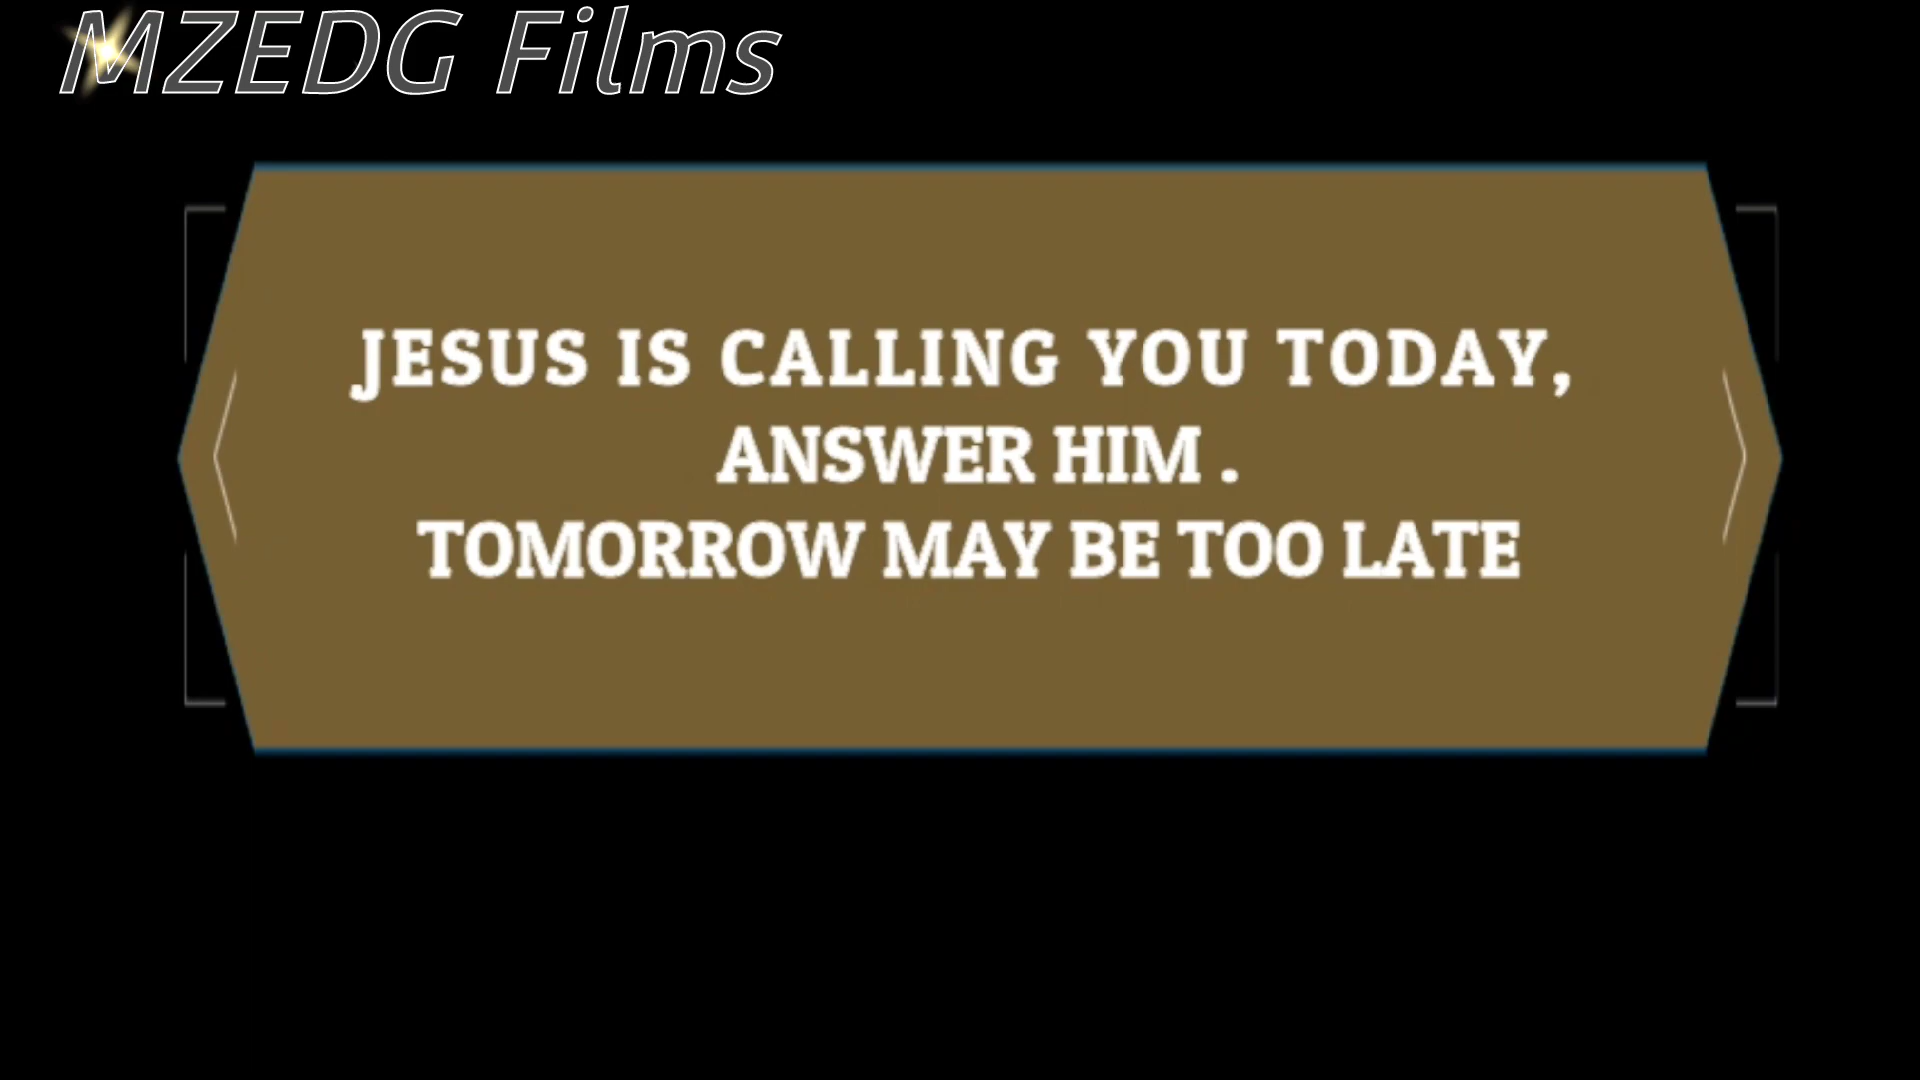 MZEDG Films
JESUS IS CALLING YOU TODAY,
ANSWER HIM .
TOMORROW MAY BE TOO LATE